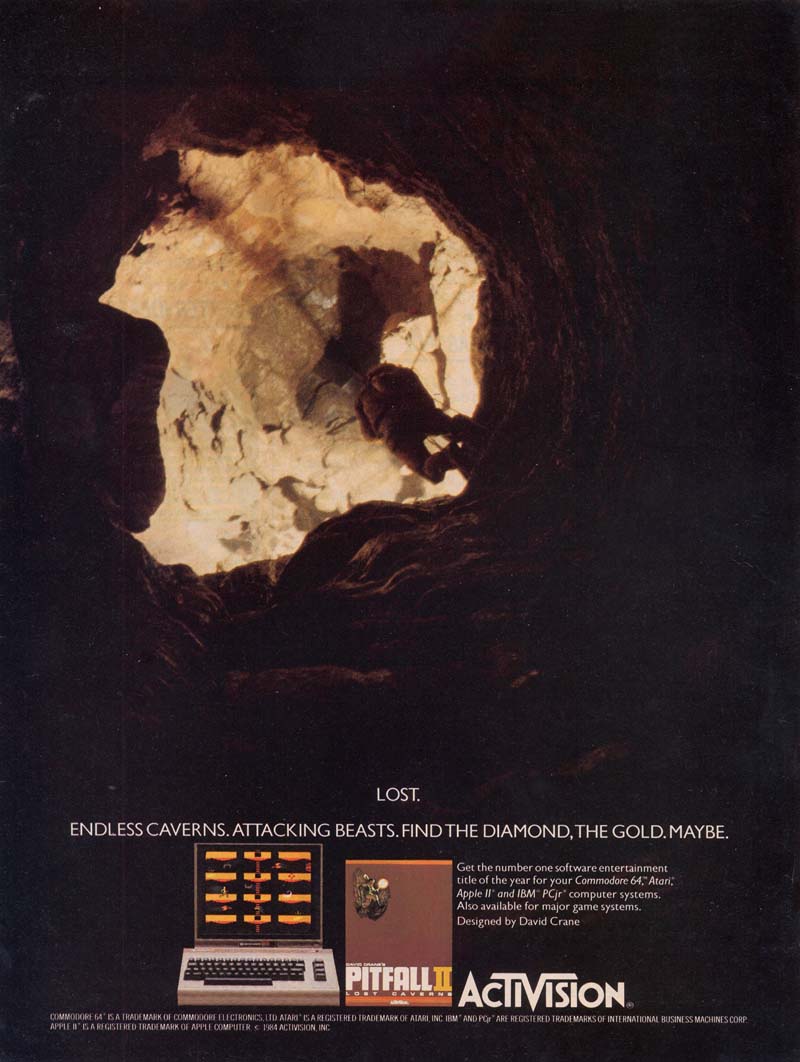 LOST.
ENDLESS CAVERNS. ATTACKING BEASTS. FIND THE DIAMOND, THE GOLD. MAYBE.
Get the number one software entertainment
title of the year for your Commodore 64,™ Atari,®
Apple II® and IBM® PCjr® computer systems.
Also available for major game systems.
Designed by David Crane
DAVID CRANE'S
PITFALL II
LOST CAVERNS
ACTIVISION
ACTIVISION®
COMMODORE 64™ IS A TRADEMARK OF COMMODORE ELECTRONICS, LTD. ATARI® IS A REGISTERED TRADEMARK OF ATARI, INC. IBM® AND PCjr® ARE REGISTERED TRADEMARKS OF INTERNATIONAL BUSINESS MACHINES CORP.
APPLE II® IS A REGISTERED TRADEMARK OF APPLE COMPUTER. © 1984 ACTIVISION, INC.